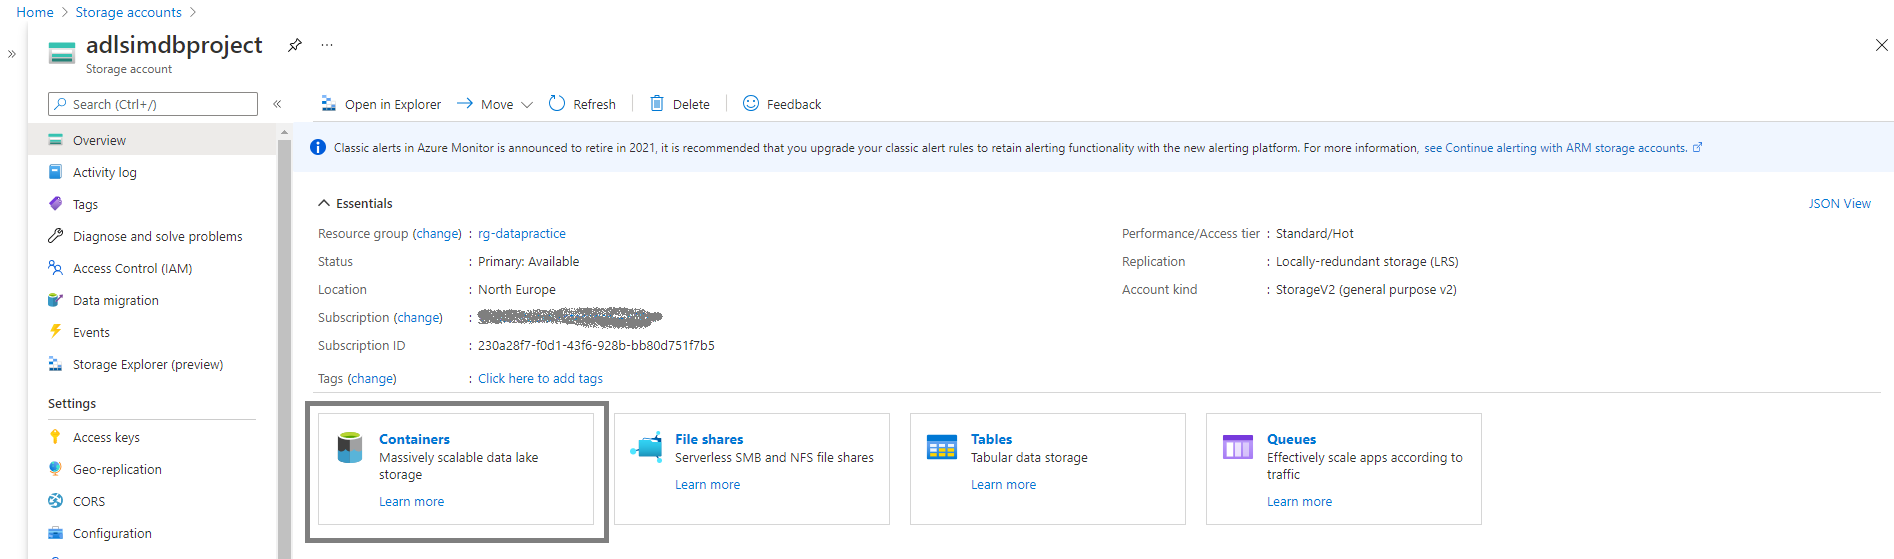 Home > Storage accounts >
adlsimdbproject
Storage account
Search (Ctrl+/)
Overview
Activity log
Tags
Diagnose and solve problems
Access Control (IAM)
Data migration
Events
Storage Explorer (preview)
Settings
Access keys
Geo-replication
CORS
Configuration
Open in Explorer Move Refresh Delete Feedback
Classic alerts in Azure Monitor is announced to retire in 2021, it is recommended that you upgrade your classic alert rules to retain alerting functionality with the new alerting platform. For more information, see Continue alerting with ARM storage accounts.
Essentials
JSON View
Resource group (change) : rg-datapractice
Status : Primary: Available
Location : North Europe
Subscription (change) :
Subscription ID : 230a28f7-f0d1-43f6-928b-bb80d751f7b5
Tags (change) : Click here to add tags
Performance/Access tier : Standard/Hot
Replication : Locally-redundant storage (LRS)
Account kind : StorageV2 (general purpose v2)
Containers
Massively scalable data lake
storage
Learn more
File shares
Serverless SMB and NFS file shares
Learn more
Tables
Tabular data storage
Learn more
Queues
Effectively scale apps according to
traffic
Learn more